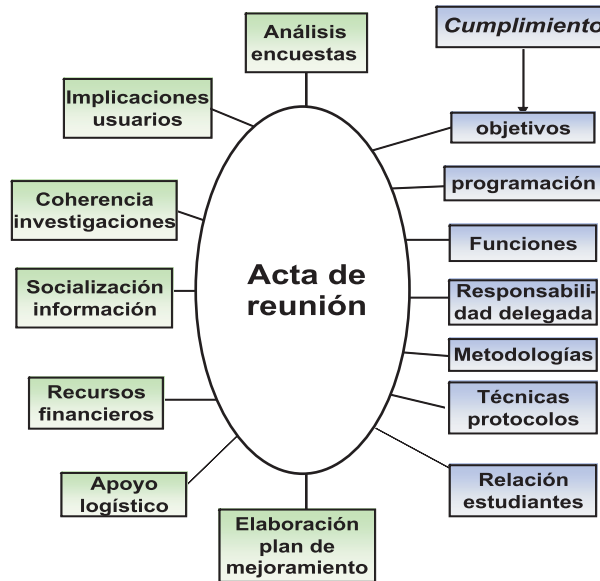 Análisis
encuestas
Cumplimiento
Implicaciones
usuarios
objetivos
programación
Coherencia
investigaciones
Funciones
Acta de
reunión
Socialización
información
Responsabili-
dad delegada
Metodologías
Recursos
financieros
Técnicas
protocolos
Apoyo
logístico
Relación
estudiantes
Elaboración
plan de
mejoramiento